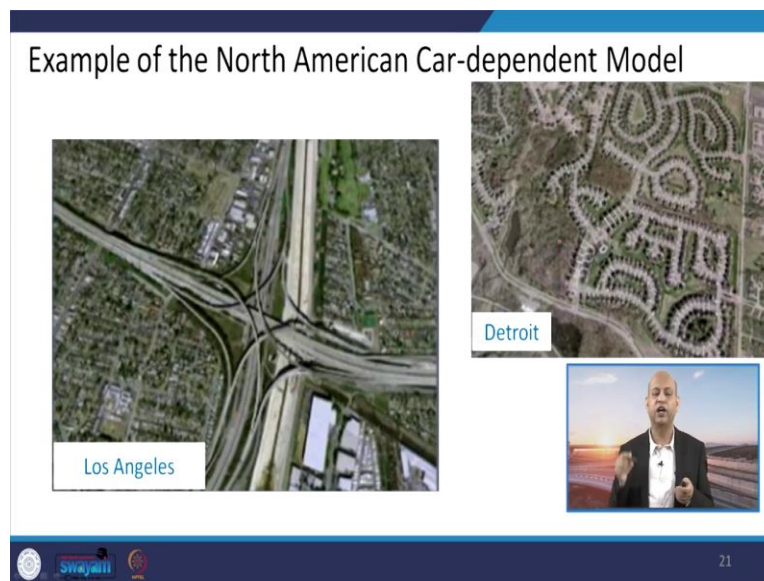 Example of the North American Car-dependent Model
Detroit
Los Angeles
swayam
21